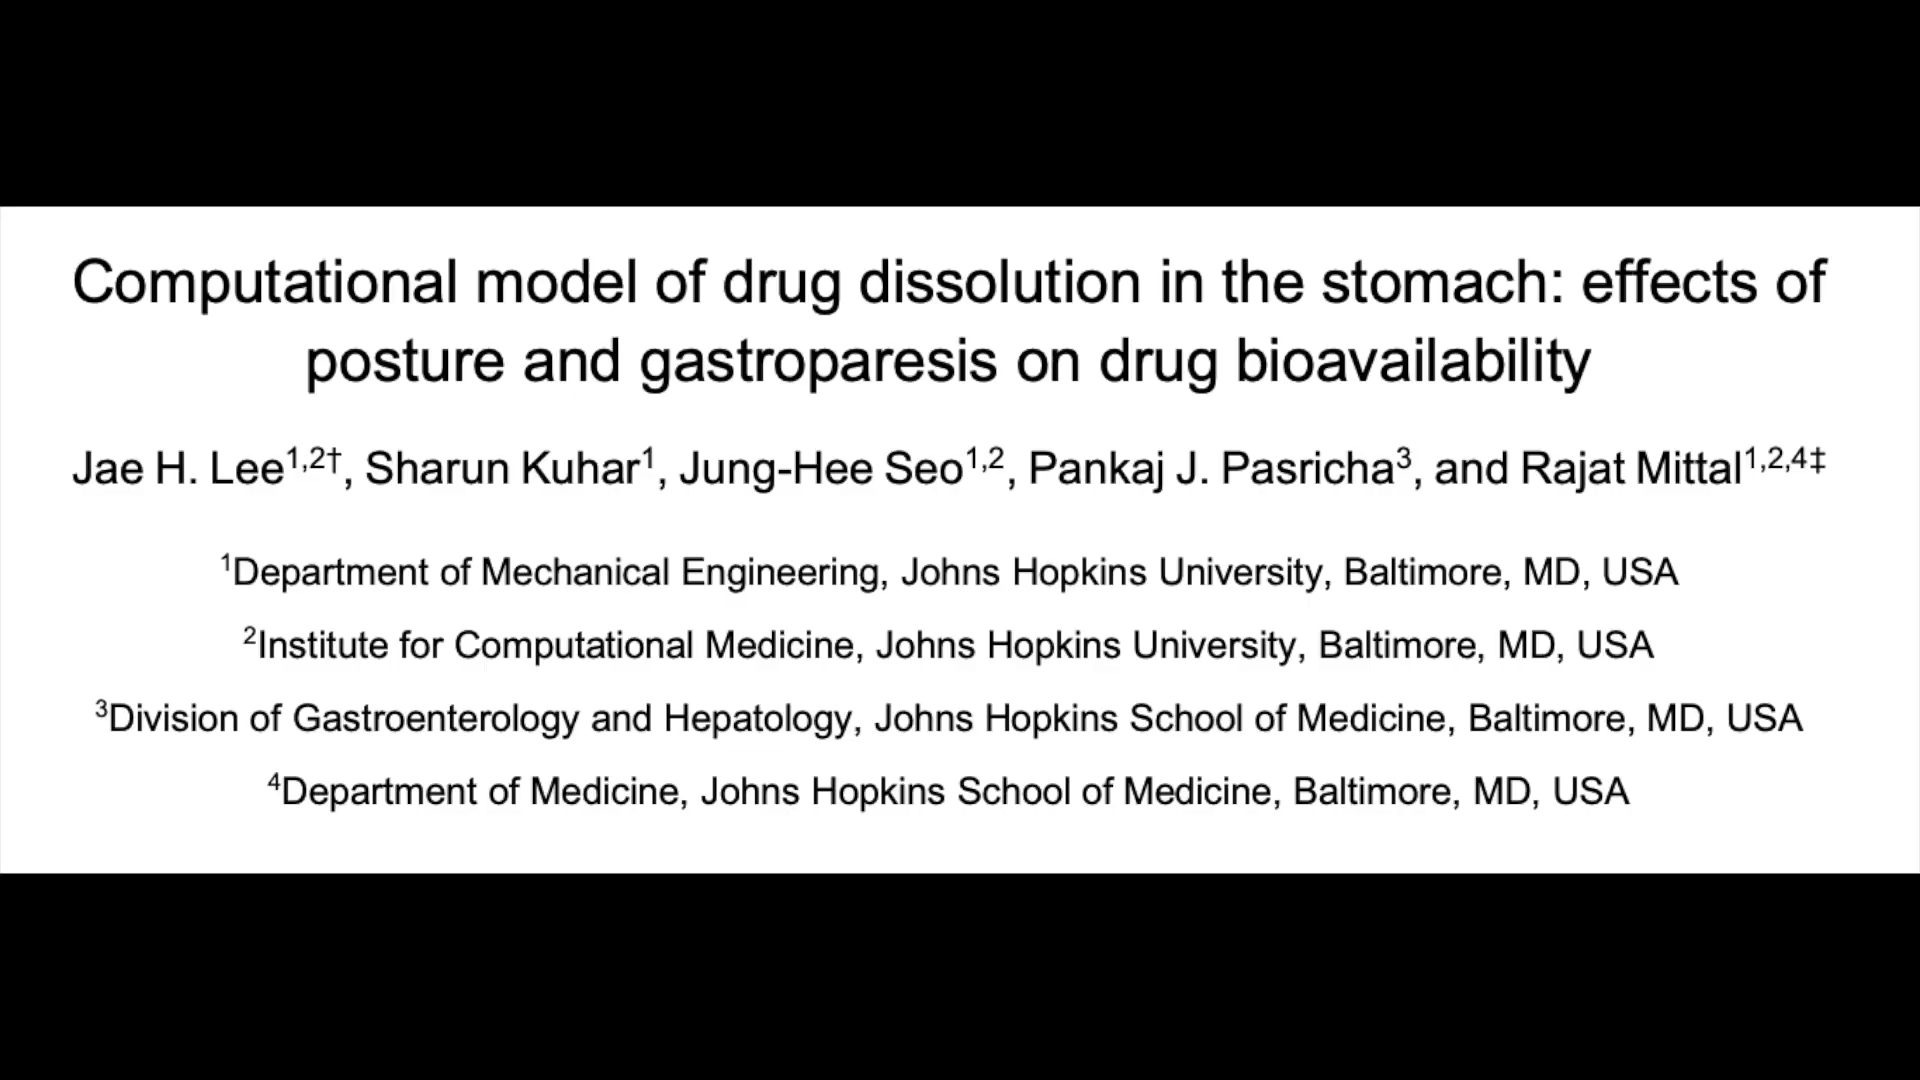 Computational model of drug dissolution in the stomach: effects of
posture and gastroparesis on drug bioavailability
Jae H. Lee¹,²†, Sharun Kuhar¹, Jung-Hee Seo¹,², Pankaj J. Pasricha³, and Rajat Mittal¹,²,⁴‡
¹Department of Mechanical Engineering, Johns Hopkins University, Baltimore, MD, USA
²Institute for Computational Medicine, Johns Hopkins University, Baltimore, MD, USA
³Division of Gastroenterology and Hepatology, Johns Hopkins School of Medicine, Baltimore, MD, USA
⁴Department of Medicine, Johns Hopkins School of Medicine, Baltimore, MD, USA